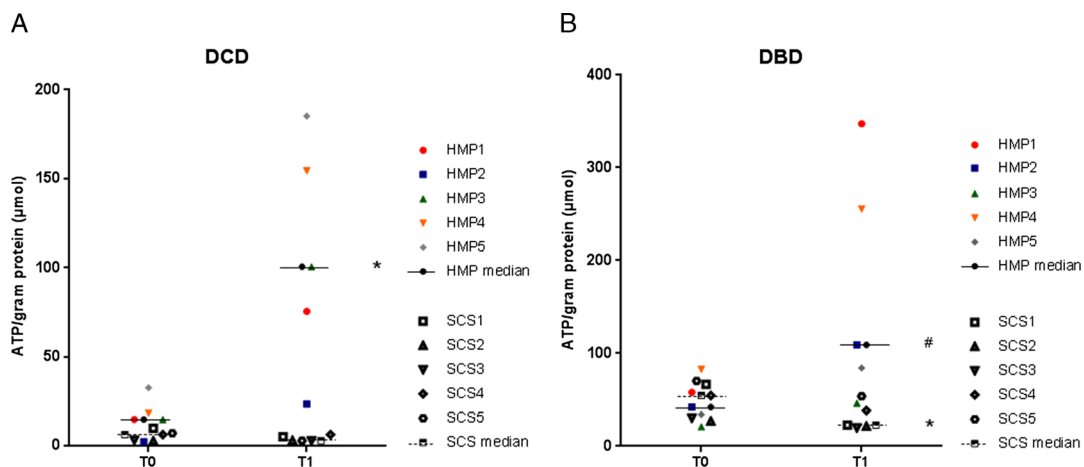 A
DCD
200
150
100
50
0
ATP/gram protein (µmol)
T0
T1
*
HMP1
HMP2
HMP3
HMP4
HMP5
HMP median
SCS1
SCS2
SCS3
SCS4
SCS5
SCS median
B
DBD
400
300
200
100
0
ATP/gram protein (µmol)
T0
T1
#
*
HMP1
HMP2
HMP3
HMP4
HMP5
HMP median
SCS1
SCS2
SCS3
SCS4
SCS5
SCS median